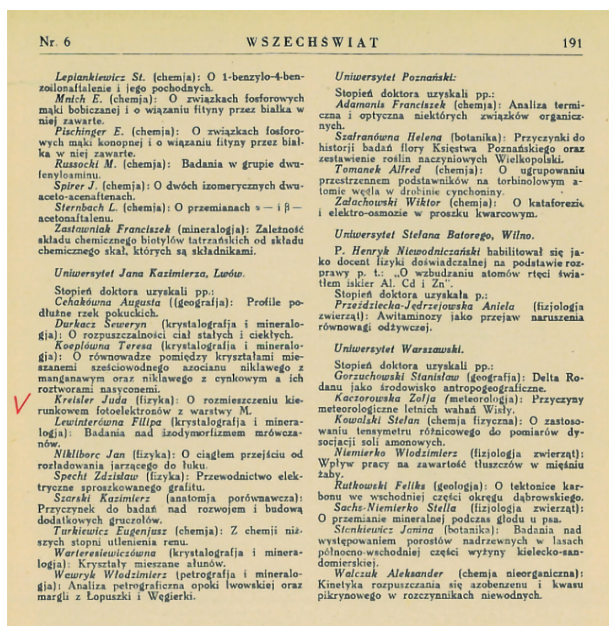 Nr. 6 WSZECHŚWIAT 191
Lepiankiewicz St. (chemja): O 1-benzylo-4-ben-
zoilonaftalenie i jego pochodnych.
Mnich E. (chemja): O związkach fosforowych
mąki bobiczanej i o wiązaniu fityny przez białka w
niej zawarte.
Pischinger E. (chemja): O związkach fosforo-
wych mąki konopnej i o wiązaniu fityny przez biał-
ka w niej zawarte.
Russocki M. (chemja): Badania w grupie dwu-
fenyloaminu.
Spirer J. (chemja): O dwóch izomerycznych dwu-
aceto-acenaftenach.
Sternbach L. (chemja): O przemianach α — i β —
acetonaftalenu.
Zastawniak Franciszek (mineralogja): Zależność
składu chemicznego biotylów tatrzańskich od składu
chemicznego skał, których są składnikami.
Uniwersytet Jana Kazimierza, Lwów.
Stopień doktora uzyskali pp.:
Cehakówna Augusta ((geografja): Profile po-
dłużne rzek pokuckich.
Durkacz Seweryn (krystalografja i mineralo-
gja): O rozpuszczalności ciał stałych i ciekłych.
Koeplówna Teresa (krystalografja i mineralo-
gja): O równowadze pomiędzy kryształami mie-
szanemi sześciowodnego azocianu niklawego z
manganawym oraz niklawego z cynkowym a ich
roztworami nasyconemi.
Kreisler Juda (fizyka): O rozmieszczeniu kie-
runkowem fotoelektronów z warstwy M.
Lewinterówna Filipa (krystalografja i minera-
logja): Badania nad izodymorfizmem mrówcza-
nów.
Nikliborc Jan (fizyka): O ciągłem przejściu od
rozładowania jarzącego do łuku.
Specht Zdzisław (fizyka): Przewodnictwo elek-
tryczne sproszkowanego grafitu.
Szarski Kazimierz (anatomja porównawcza):
Przyczynek do badań nad rozwojem i budową
dodatkowych gruczołów.
Turkiewicz Eugenjusz (chemja): Z chemji niż-
szych stopni utlenienia renu.
Warteresiewiczówna (krystalografja i minera-
logja): Kryształy mieszane ałunów.
Wawryk Włodzimierz (petrografja i mineralo-
gja): Analiza petrograficzna opoki lwowskiej oraz
margli z Łopuszki i Węgierki.
Uniwersytet Poznański:
Stopień doktora uzyskali pp.:
Adamanis Franciszek (chemja): Analiza termi-
czna i optyczna niektórych związków organicz-
nych.
Szafranówna Helena (botanika): Przyczynki do
historji badań flory Księstwa Poznańskiego oraz
zestawienie roślin naczyniowych Wielkopolski.
Tomanek Alfred (chemja): O ugrupowaniu
przestrzennem podstawników na torbinolowym a-
tomie węgla w drobinie cynchoniny.
Załachowski Wiktor (chemja): O kataforezie
i elektro-osmozie w proszku kwarcowym.
Uniwersytet Stefana Batorego, Wilno.
P. Henryk Niewodniczański habilitował się ja-
ko docent fizyki doświadczalnej na podstawie roz-
prawy p. t.: „O wzbudzaniu atomów rtęci świa-
tłem iskier Al. Cd i Zn".
Stopień doktora uzyskała p.:
Przeździecka-Jędrzejowska Aniela (fizjologja
zwierząt): Awitaminozy jako przejaw naruszenia
równowagi odżywczej.
Uniwersytet Warszawski.
Stopień doktora uzyskali pp.:
Gorzuchowski Stanisław (geografja): Delta Ro-
danu jako środowisko antropogeograficzne.
Kaczorowska Zofja (meteorologja): Przyczyny
meteorologiczne letnich wahań Wisły.
Kowalski Stefan (chemja fizyczna): O zastoso-
waniu tensymetru różnicowego do pomiarów dy-
socjacji soli amonowych.
Niemierko Włodzimierz (fizjologja zwierząt):
Wpływ pracy na zawartość tłuszczów w mięśniu
żaby.
Rutkowski Feliks (geologja): O tektonice kar-
bonu we wschodniej części okręgu dąbrowskiego.
Sachs-Niemierko Stella (fizjologja zwierząt):
O przemianie mineralnej podczas głodu u psa.
Stenkiewicz Janina (botanika): Badania nad
występowaniem porostów nadrzewnych w lasach
północno-wschodniej części wyżyny kielecko-san-
domierskiej.
Walczuk Aleksander (chemja nieorganiczna):
Kinetyka rozpuszczania się azobenzenu i kwasu
pikrynowego w rozczynnikach niewodnych.